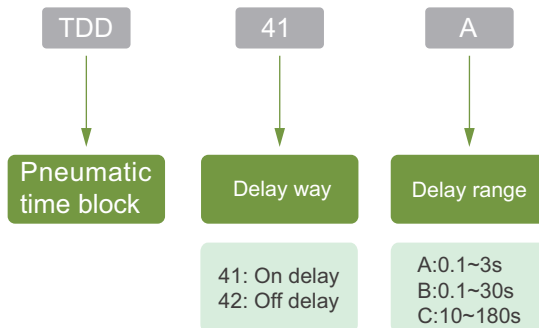 TDD
41
A
Pneumatic
time block
Delay way
Delay range
41: On delay
42: Off delay
A:0.1~3s
B:0.1~30s
C:10~180s